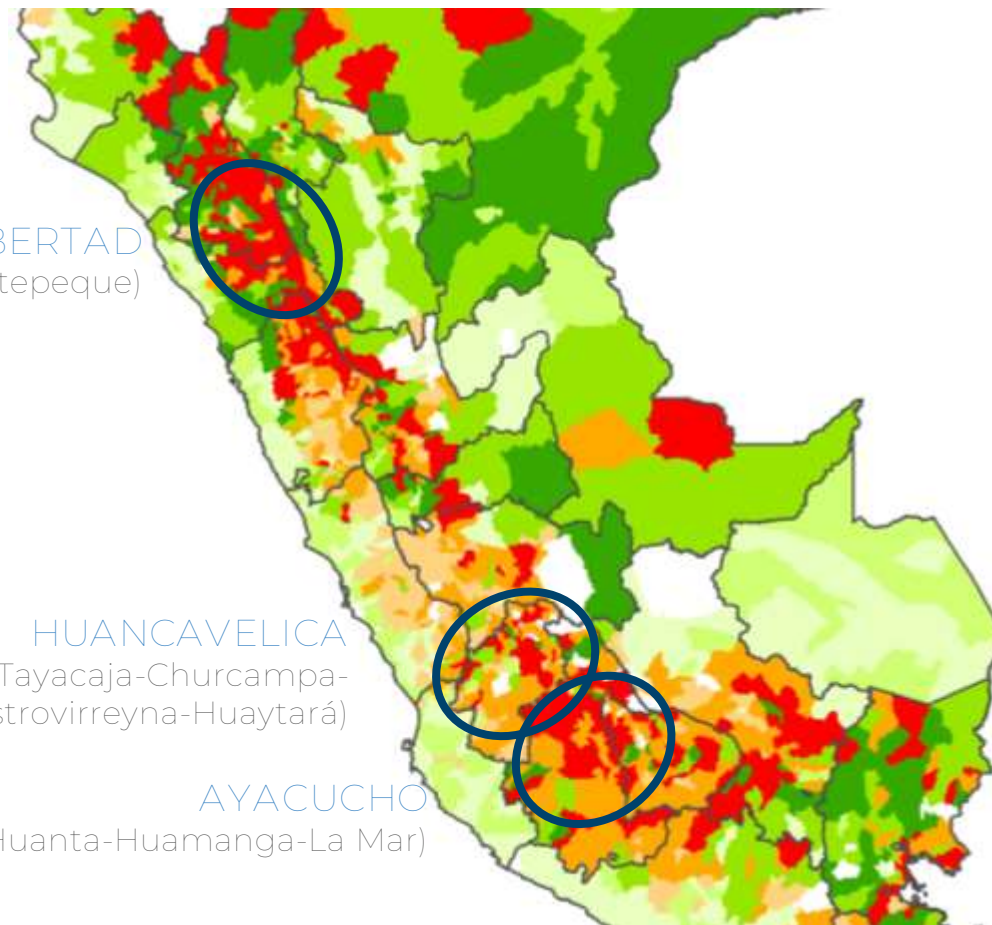 BERTAD
tepeque)
HUANCAVELICA
Tayacaja-Churcampa-
strovirreyna-Huaytará)
AYACUCHO
Huanta-Huamanga-La Mar)